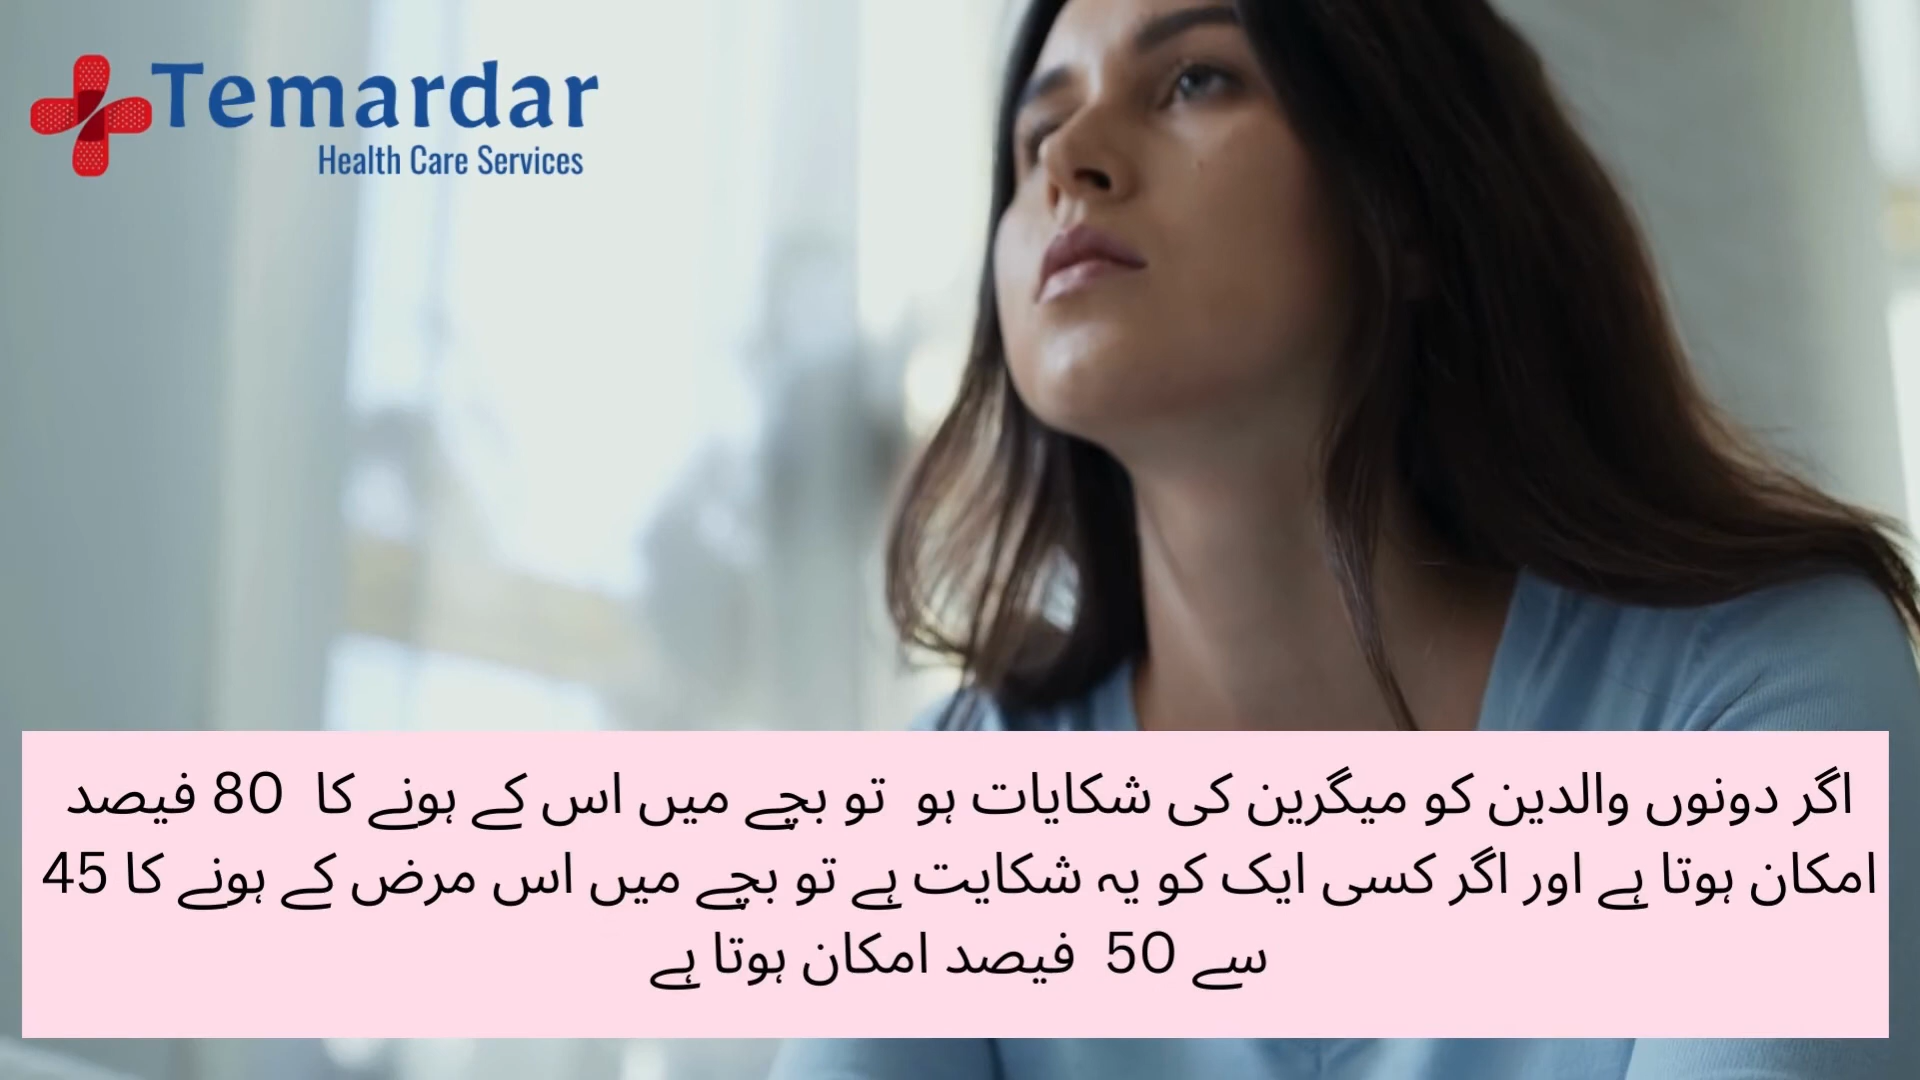 Temardar
Health Care Services
اگر دونوں والدین کو میگرین کی شکایات ہو تو بچے میں اس کے ہونے کا 80 فیصد
امکان ہوتا ہے اور اگر کسی ایک کو یہ شکایت ہے تو بچے میں اس مرض کے ہونے کا 45
سے 50 فیصد امکان ہوتا ہے